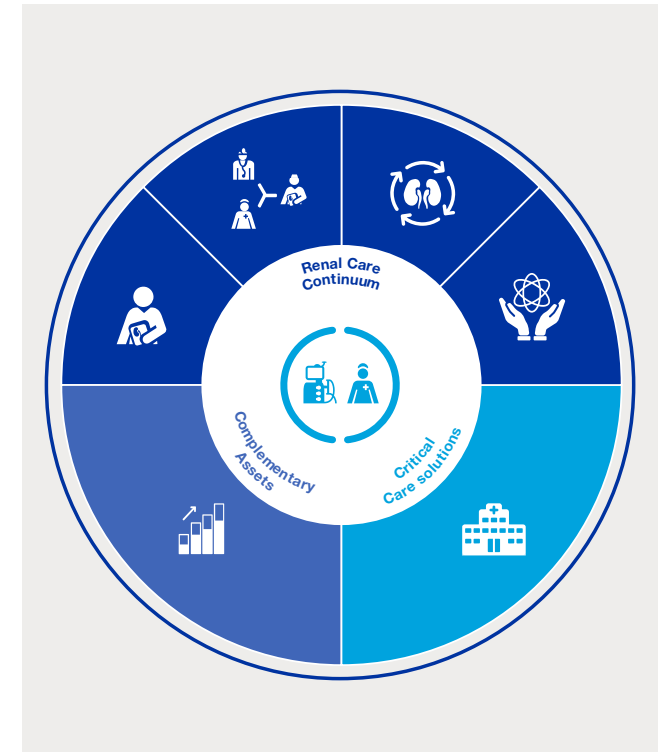 Renal Care
Continuum
Complementary
Assets
Critical
Care solutions